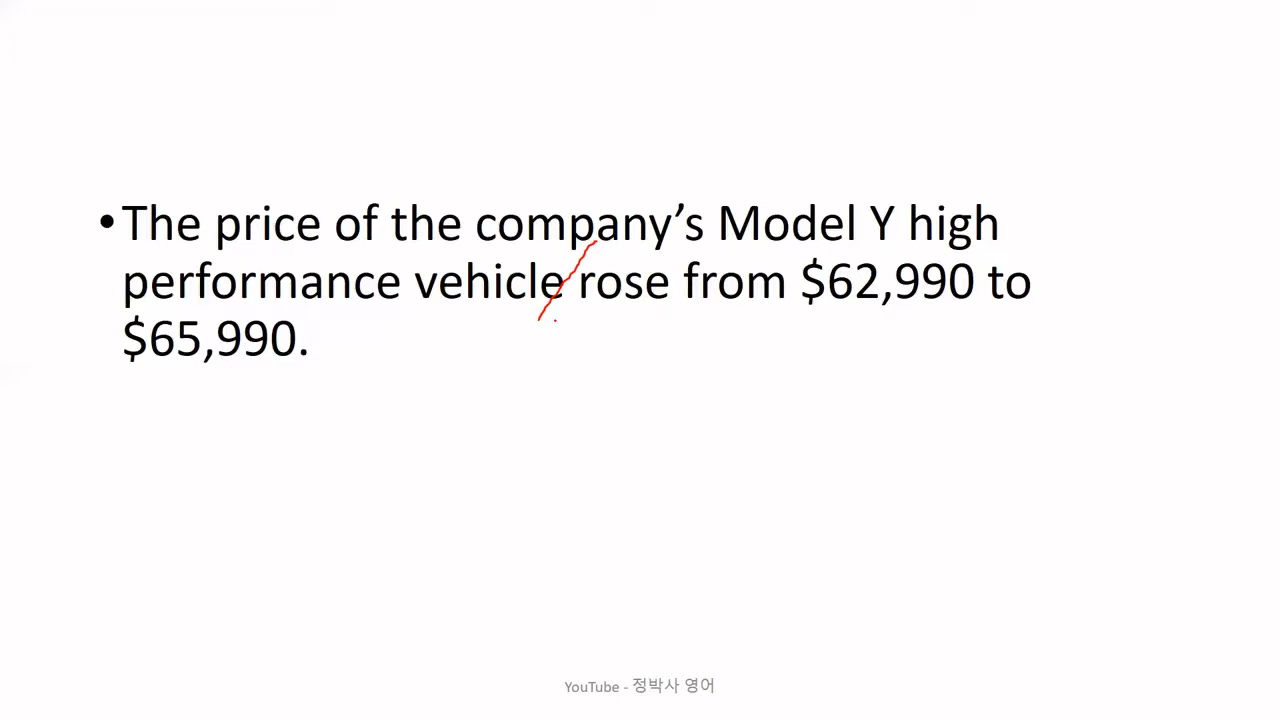 •The price of the company’s Model Y high
performance vehicle rose from $62,990 to
$65,990.
YouTube - 정박사 영어